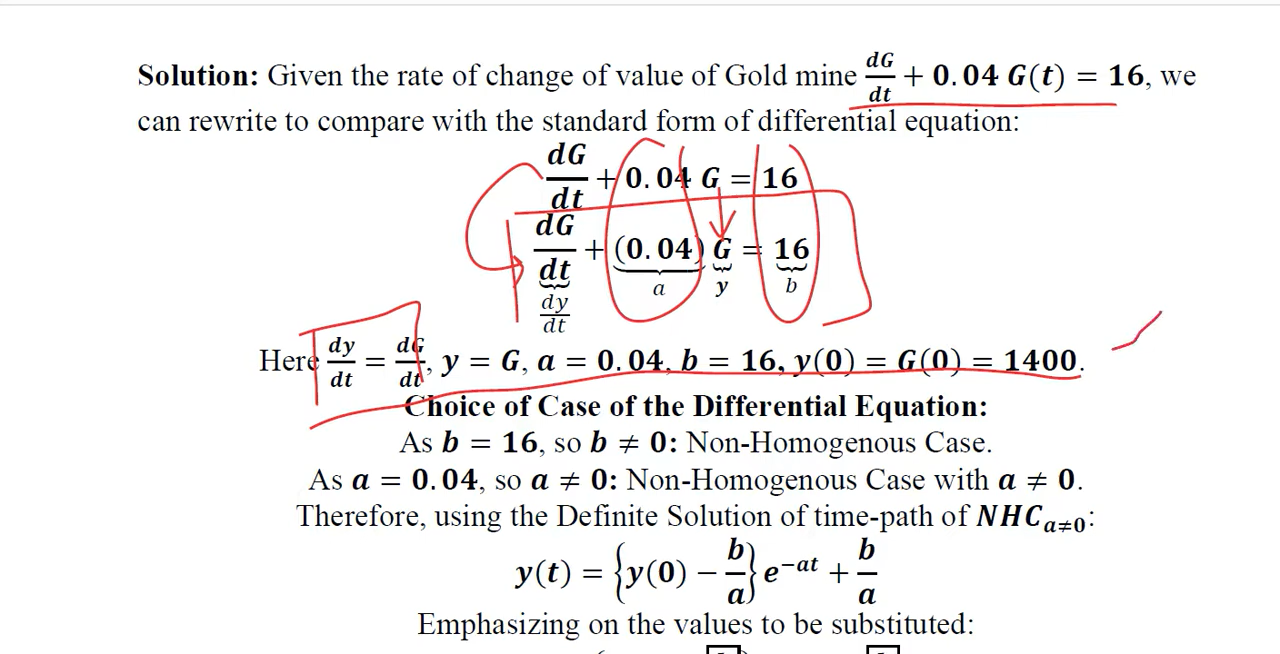 Solution: Given the rate of change of value of Gold mine dG/dt + 0.04 G(t) = 16, we
can rewrite to compare with the standard form of differential equation:
dG/dt + 0.04 G = 16
dG/dt + (0.04) G = 16
dy/dt a y b
Here dy/dt = dG/dt, y = G, a = 0.04, b = 16, y(0) = G(0) = 1400.
Choice of Case of the Differential Equation:
As b = 16, so b ≠ 0: Non-Homogenous Case.
As a = 0.04, so a ≠ 0: Non-Homogenous Case with a ≠ 0.
Therefore, using the Definite Solution of time-path of NHCₐ≠₀:
y(t) = {y(0) − b/a} e^−at + b/a
Emphasizing on the values to be substituted: